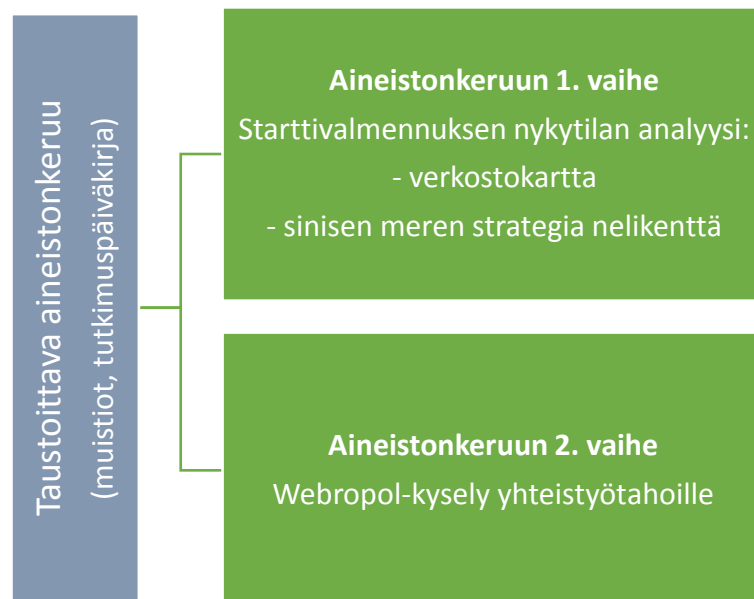 Taustoittava aineistonkeruu
(muistiot, tutkimuspäiväkirja)
Aineistonkeruun 1. vaihe
Starttivalmennuksen nykytilan analyysi:
- verkostokartta
- sinisen meren strategia nelikenttä
Aineistonkeruun 2. vaihe
Webropol-kysely yhteistyötahoille